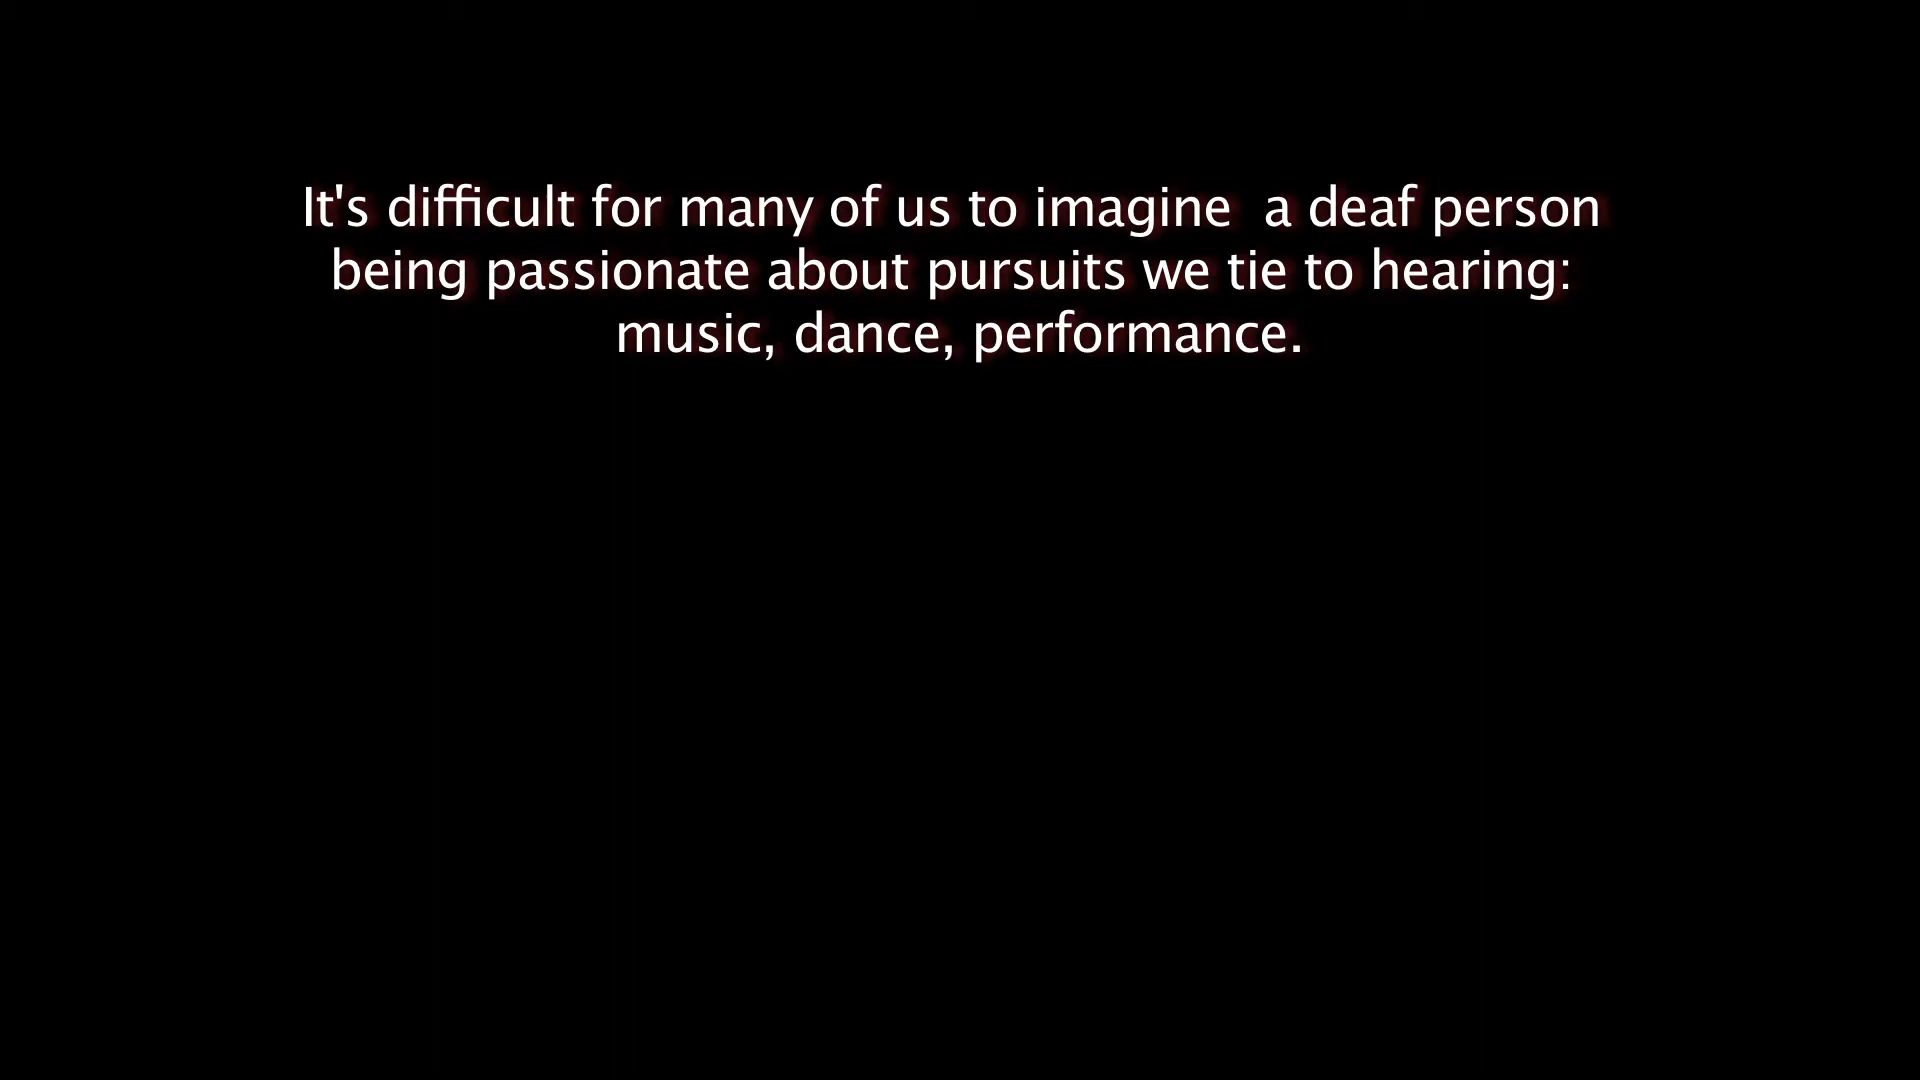 It's difficult for many of us to imagine  a deaf person
being passionate about pursuits we tie to hearing:
music, dance, performance.